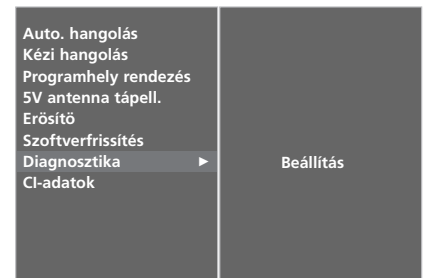 Auto. hangolás
Kézi hangolás
Programhely rendezés
5V antenna tápell.
Erösítö
Szoftverfrissítés
Diagnosztika ►
Beállítás
CI-adatok